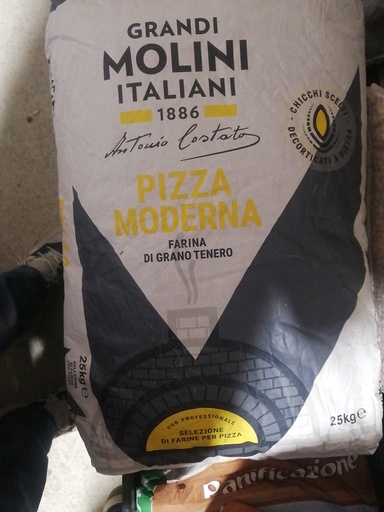 GRANDI
MOLINI
ITALIANI
1886
Antonio Costato
CHICCHI SCELTI
DECORTICATI A PIETRA
PIZZA
MODERNA
FARINA
DI GRANO TENERO
25kg e
25kg e
USO PROFESSIONALE
SELEZIONE
DI FARINE PER PIZZA
Panificazione